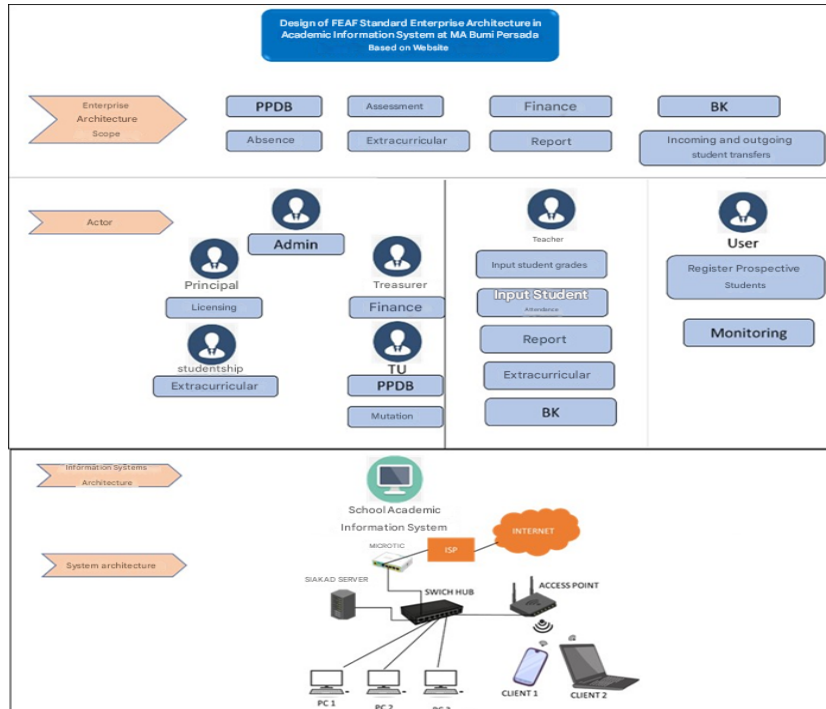 Design of FEAF Standard Enterprise Architecture in
Academic Information System at MA Bumi Persada
Based on Website
Enterprise
Architecture
Scope
PPDB
Assessment
Finance
BK
Absence
Extracurricular
Report
Incoming and outgoing
student transfers
Actor
Admin
Principal
Licensing
studentship
Extracurricular
Treasurer
Finance
TU
PPDB
Mutation
Teacher
Input student grades
Input Student
Attendance
Report
Extracurricular
BK
User
Register Prospective
Students
Monitoring
Information Systems
Architecture
School Academic
Information System
System architecture
MICROTIC
ISP
INTERNET
SIAKAD SERVER
SWICH HUB
ACCESS POINT
PC 1
PC 2
PC 3
CLIENT 1
CLIENT 2